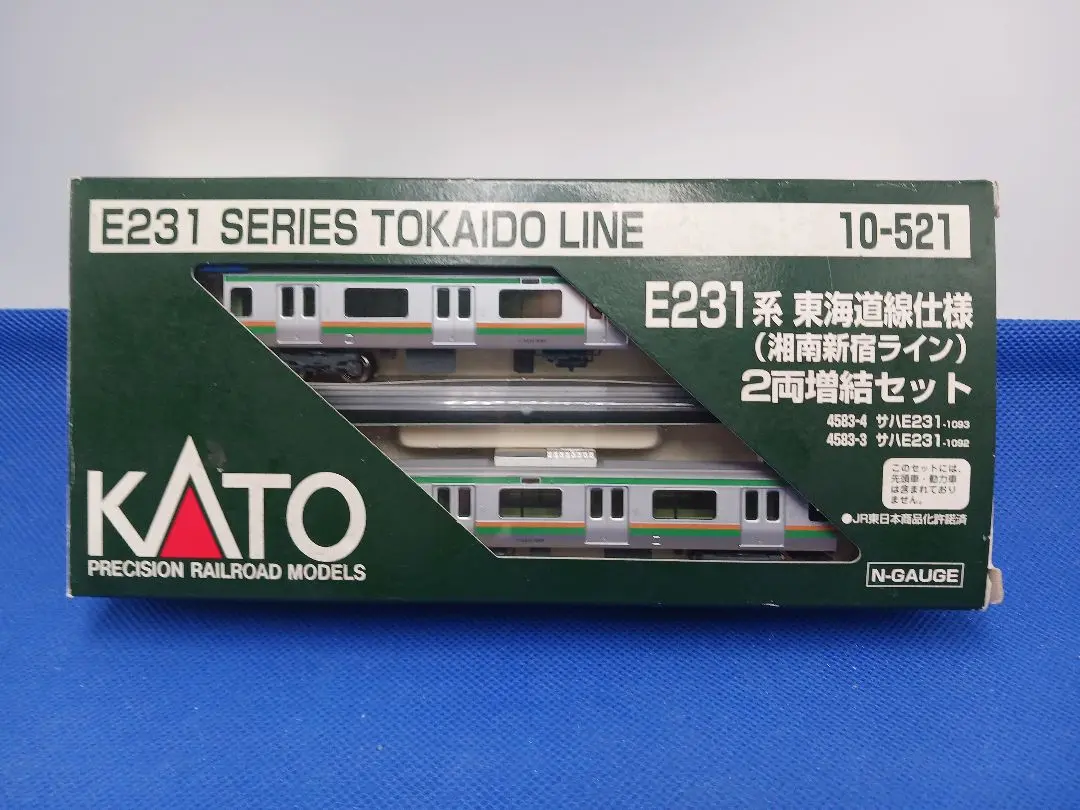 E231 SERIES TOKAIDO LINE 10-521
E231系 東海道線仕様
（湘南新宿ライン）
2両増結セット
4583-4 サハE231-1093
4583-3 サハE231-1092
このセットには、
先頭車・動力車
は含まれており
ません。
●JR東日本商品化許諾済
KATO
PRECISION RAILROAD MODELS
N-GAUGE